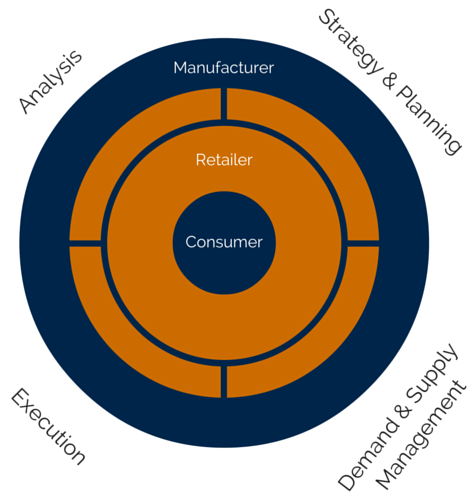 Analysis
Strategy & Planning
Manufacturer
Retailer
Consumer
Execution
Demand & Supply
Management